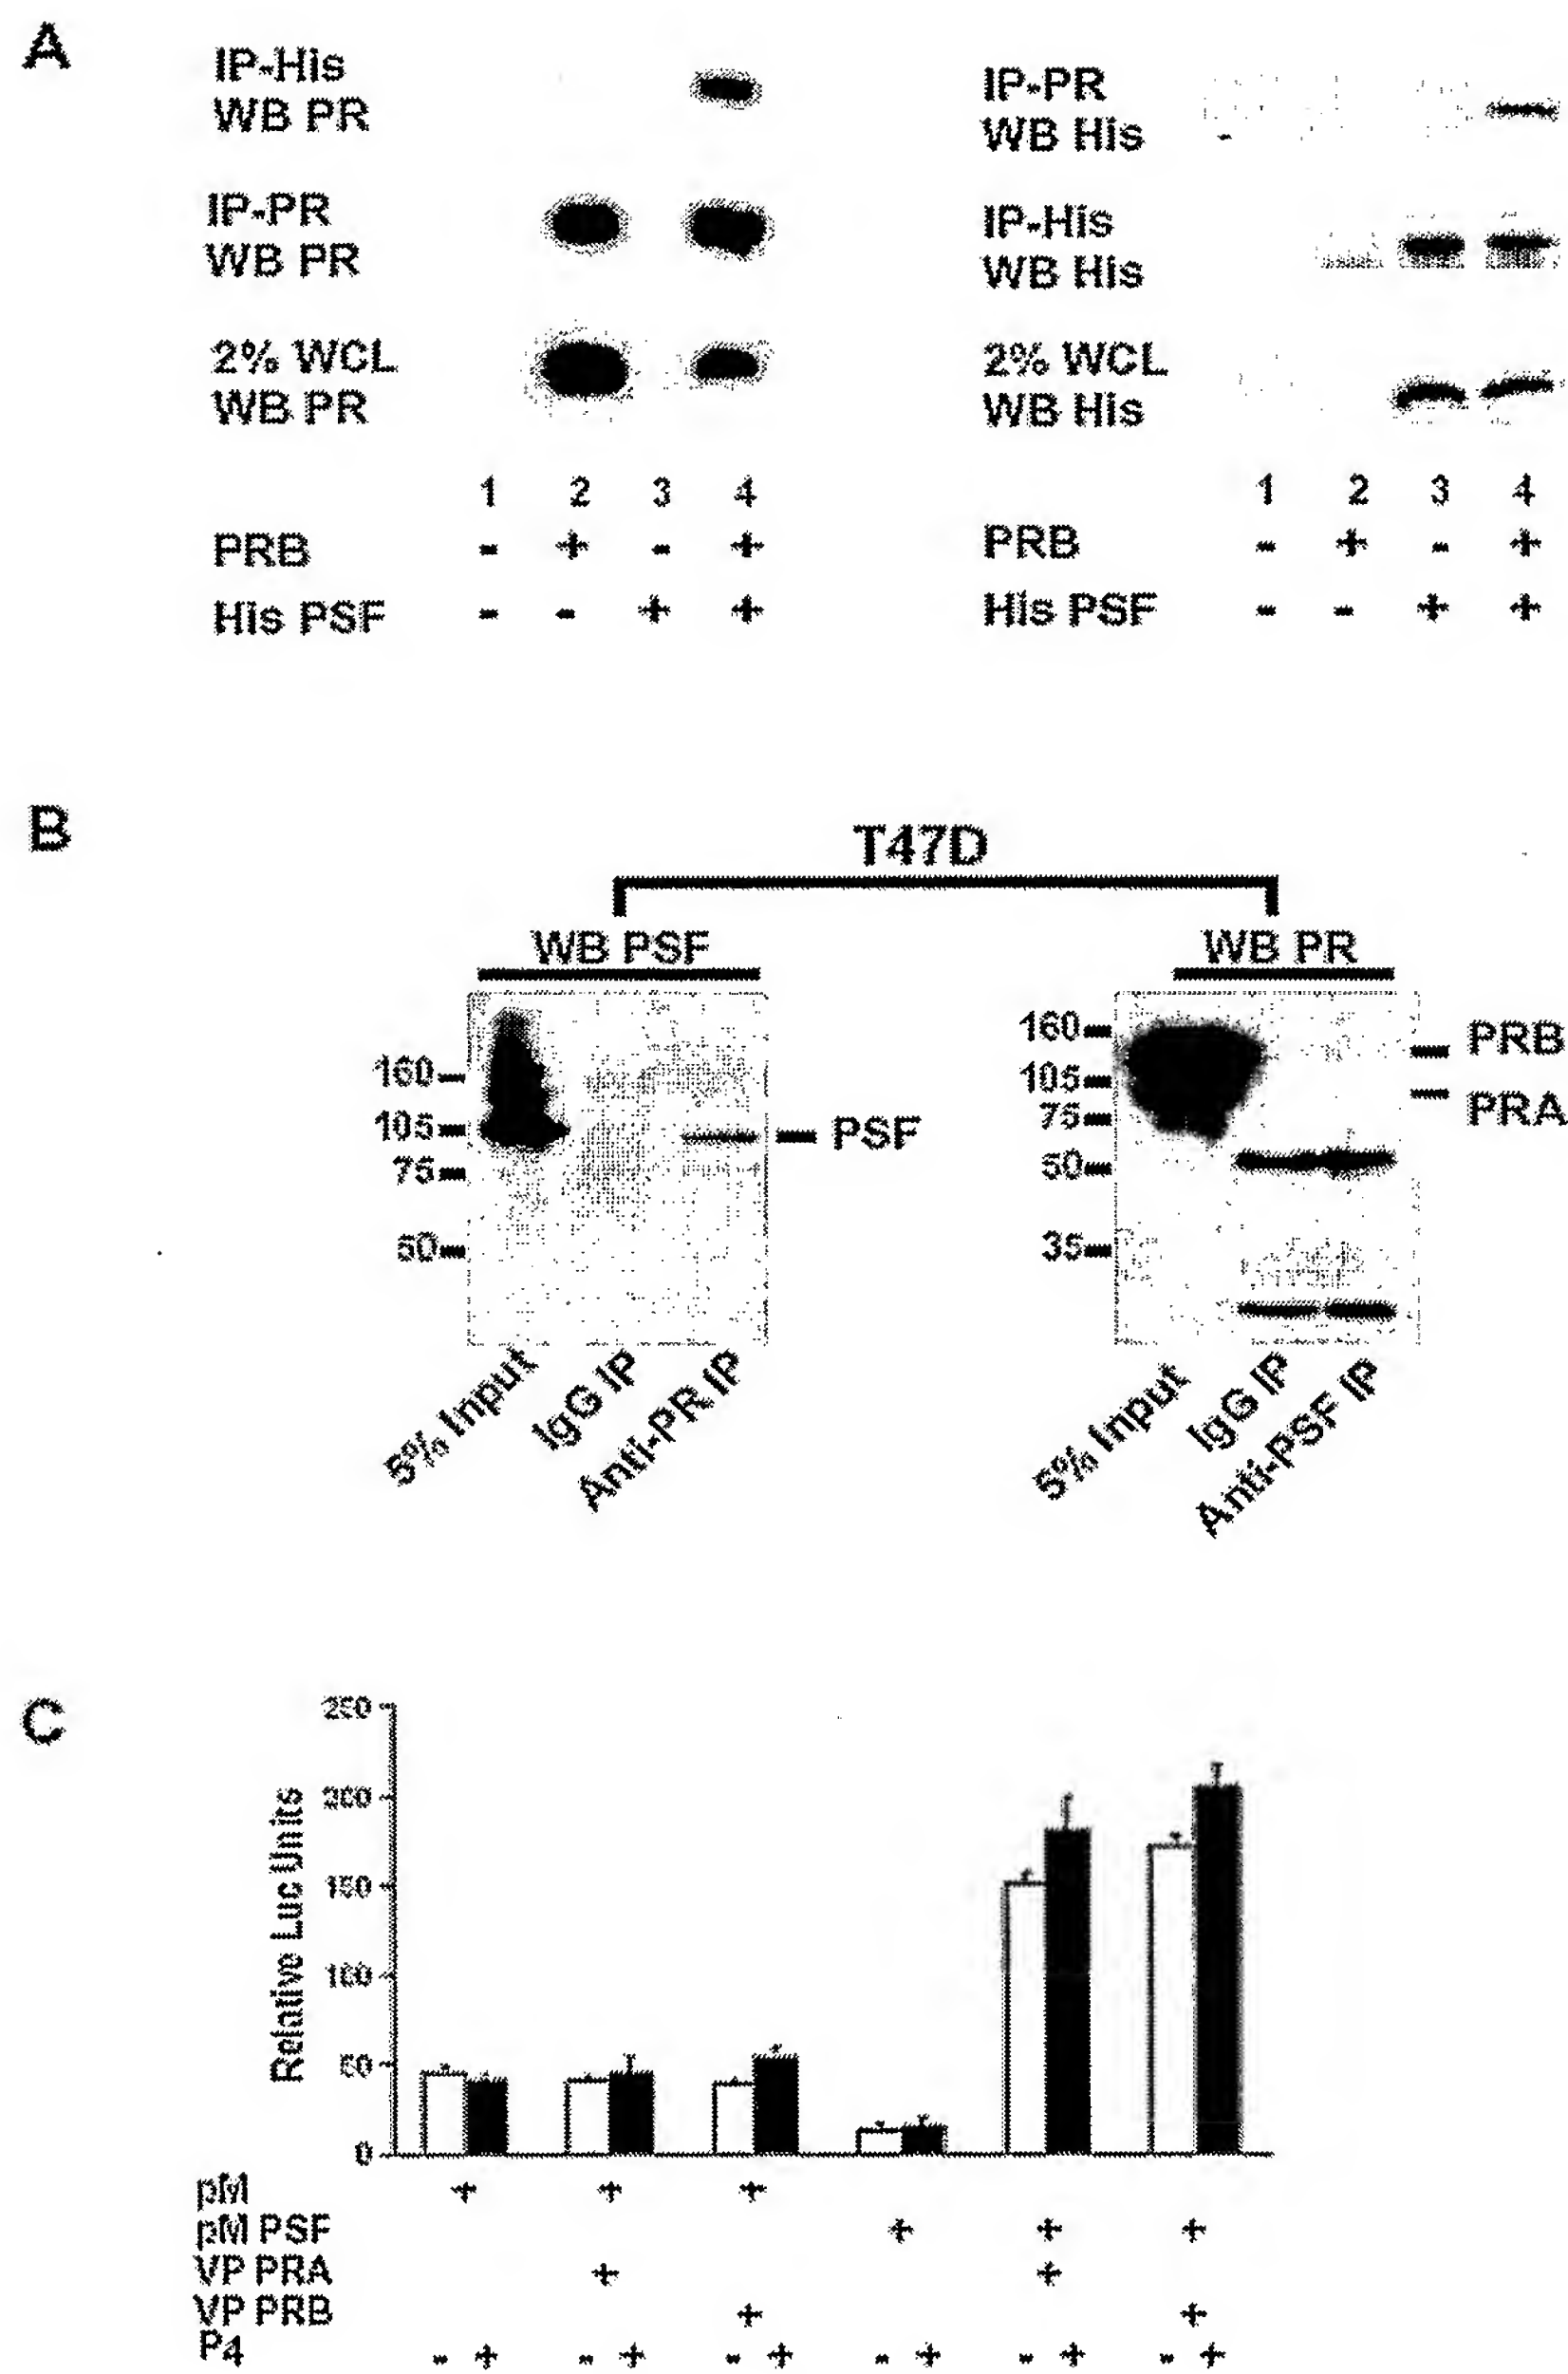 A
IP-His
WB PR
IP-PR
WB PR
2% WCL
WB PR
1 2 3 4
PRB - + - +
His PSF - - + +
IP-PR
WB His
IP-His
WB His
2% WCL
WB His
1 2 3 4
PRB - + - +
His PSF - - + +
B
T47D
WB PSF
160
105
75
50
PSF
5% Input
IgG IP
Anti-PR IP
WB PR
160
105
75
50
35
PRB
PRA
5% Input
IgG IP
Anti-PSF IP
C
Relative Luc Units
250
200
150
100
50
0
pM + + +
pM PSF + + +
VP PRA + +
VP PRB + +
P4 - + - + - + - + - + - +